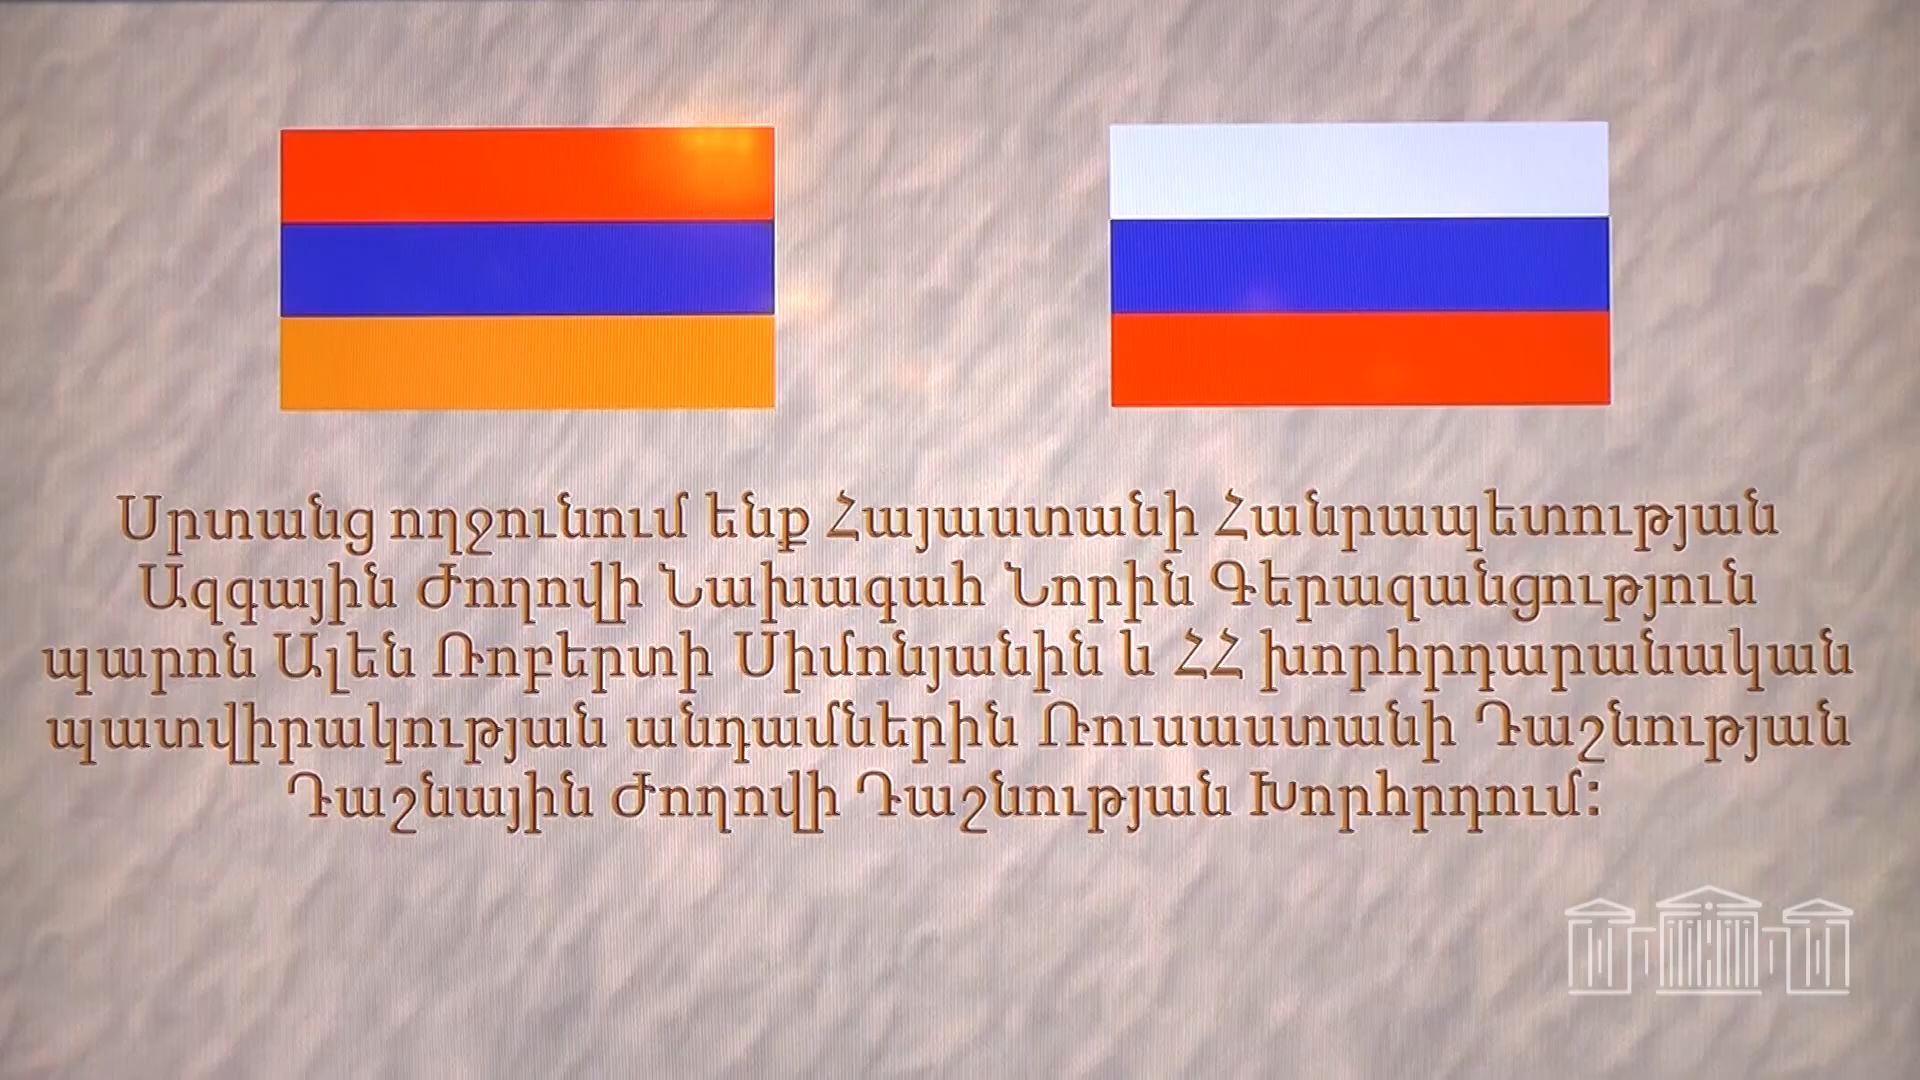 Սրտանց ողջունում ենք Հայաստանի Հանրապետության
Ազգային Ժողովի Նախագահ Նորին Գերազանցություն
պարոն Ալեն Ռոբերտի Սիմոնյանին և ՀՀ խորհրդարանական
պատվիրակության անդամներին Ռուսաստանի Դաշնության
Դաշնային Ժողովի Դաշնության Խորհրդում: